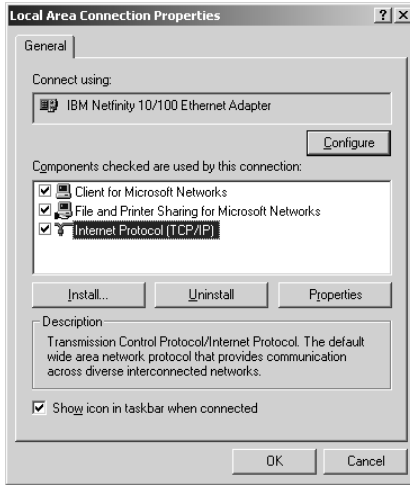 Local Area Connection Properties
General
Connect using:
IBM Netfinity 10/100 Ethernet Adapter
Configure
Components checked are used by this connection:
Client for Microsoft Networks
File and Printer Sharing for Microsoft Networks
Internet Protocol (TCP/IP)
Install... Uninstall Properties
Description
Transmission Control Protocol/Internet Protocol. The default
wide area network protocol that provides communication
across diverse interconnected networks.
Show icon in taskbar when connected
OK Cancel